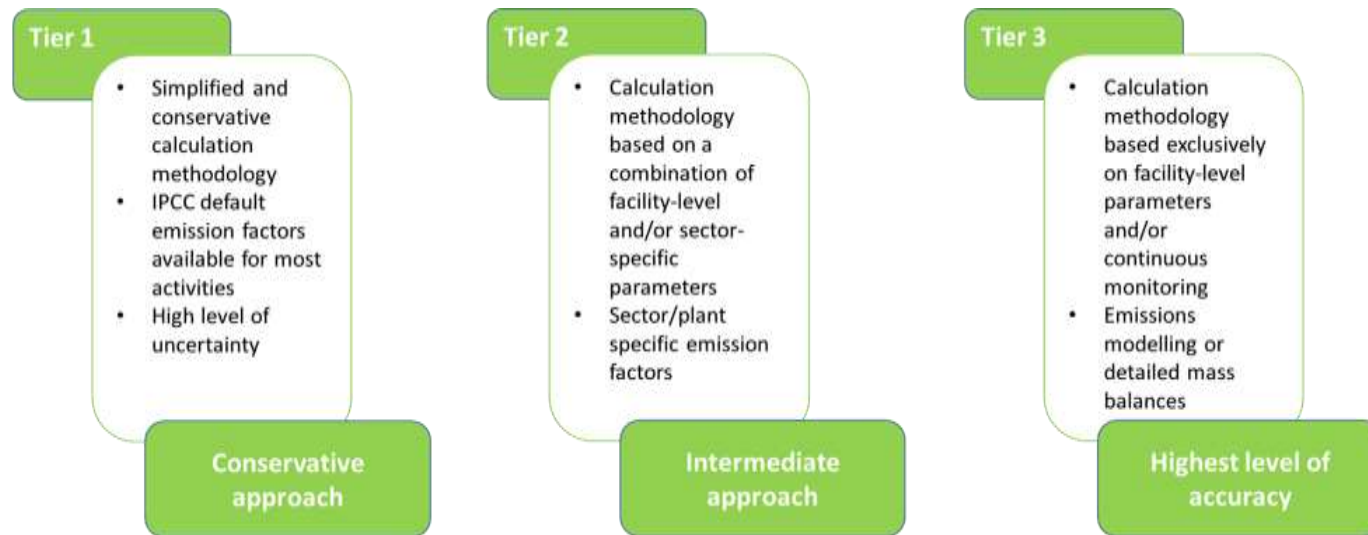 Tier 1
• Simplified and
conservative
calculation
methodology
• IPCC default
emission factors
available for most
activities
• High level of
uncertainty
Conservative
approach
Tier 2
• Calculation
methodology
based on a
combination of
facility-level
and/or sector-
specific
parameters
• Sector/plant
specific emission
factors
Intermediate
approach
Tier 3
• Calculation
methodology
based exclusively
on facility-level
parameters
and/or
continuous
monitoring
• Emissions
modelling or
detailed mass
balances
Highest level of
accuracy